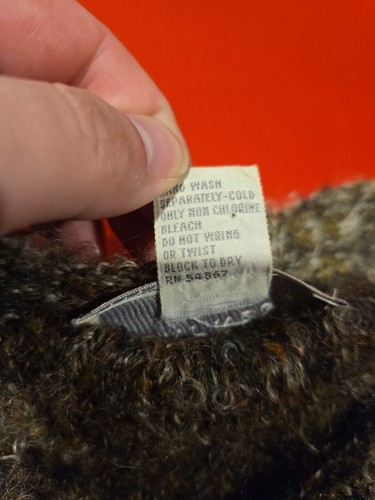 HAND WASH
SEPARATELY-COLD
ONLY NON CHLORINE
BLEACH
DO NOT WRING
OR TWIST
BLOCK TO DRY
RN 54867